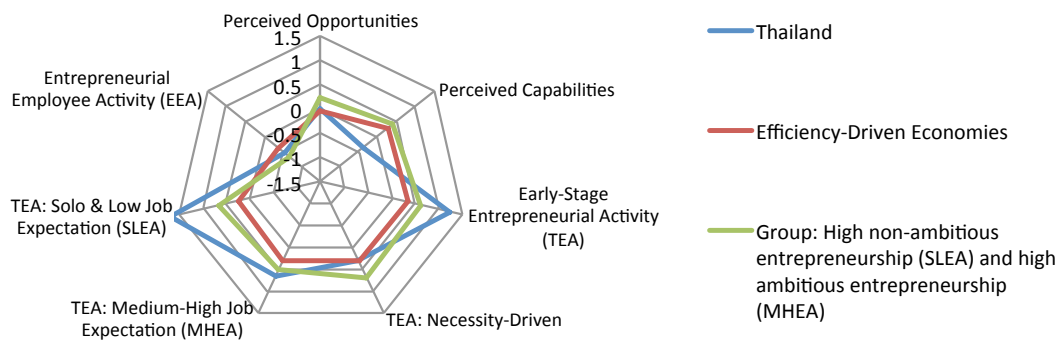 Perceived Opportunities
1.5
1
0.5
0
-0.5
-1
-1.5
Perceived Capabilities
Early-Stage
Entrepreneurial Activity
(TEA)
TEA: Necessity-Driven
TEA: Medium-High Job
Expectation (MHEA)
TEA: Solo & Low Job
Expectation (SLEA)
Entrepreneurial
Employee Activity (EEA)
Thailand
Efficiency-Driven Economies
Group: High non-ambitious
entrepreneurship (SLEA) and high
ambitious entrepreneurship
(MHEA)